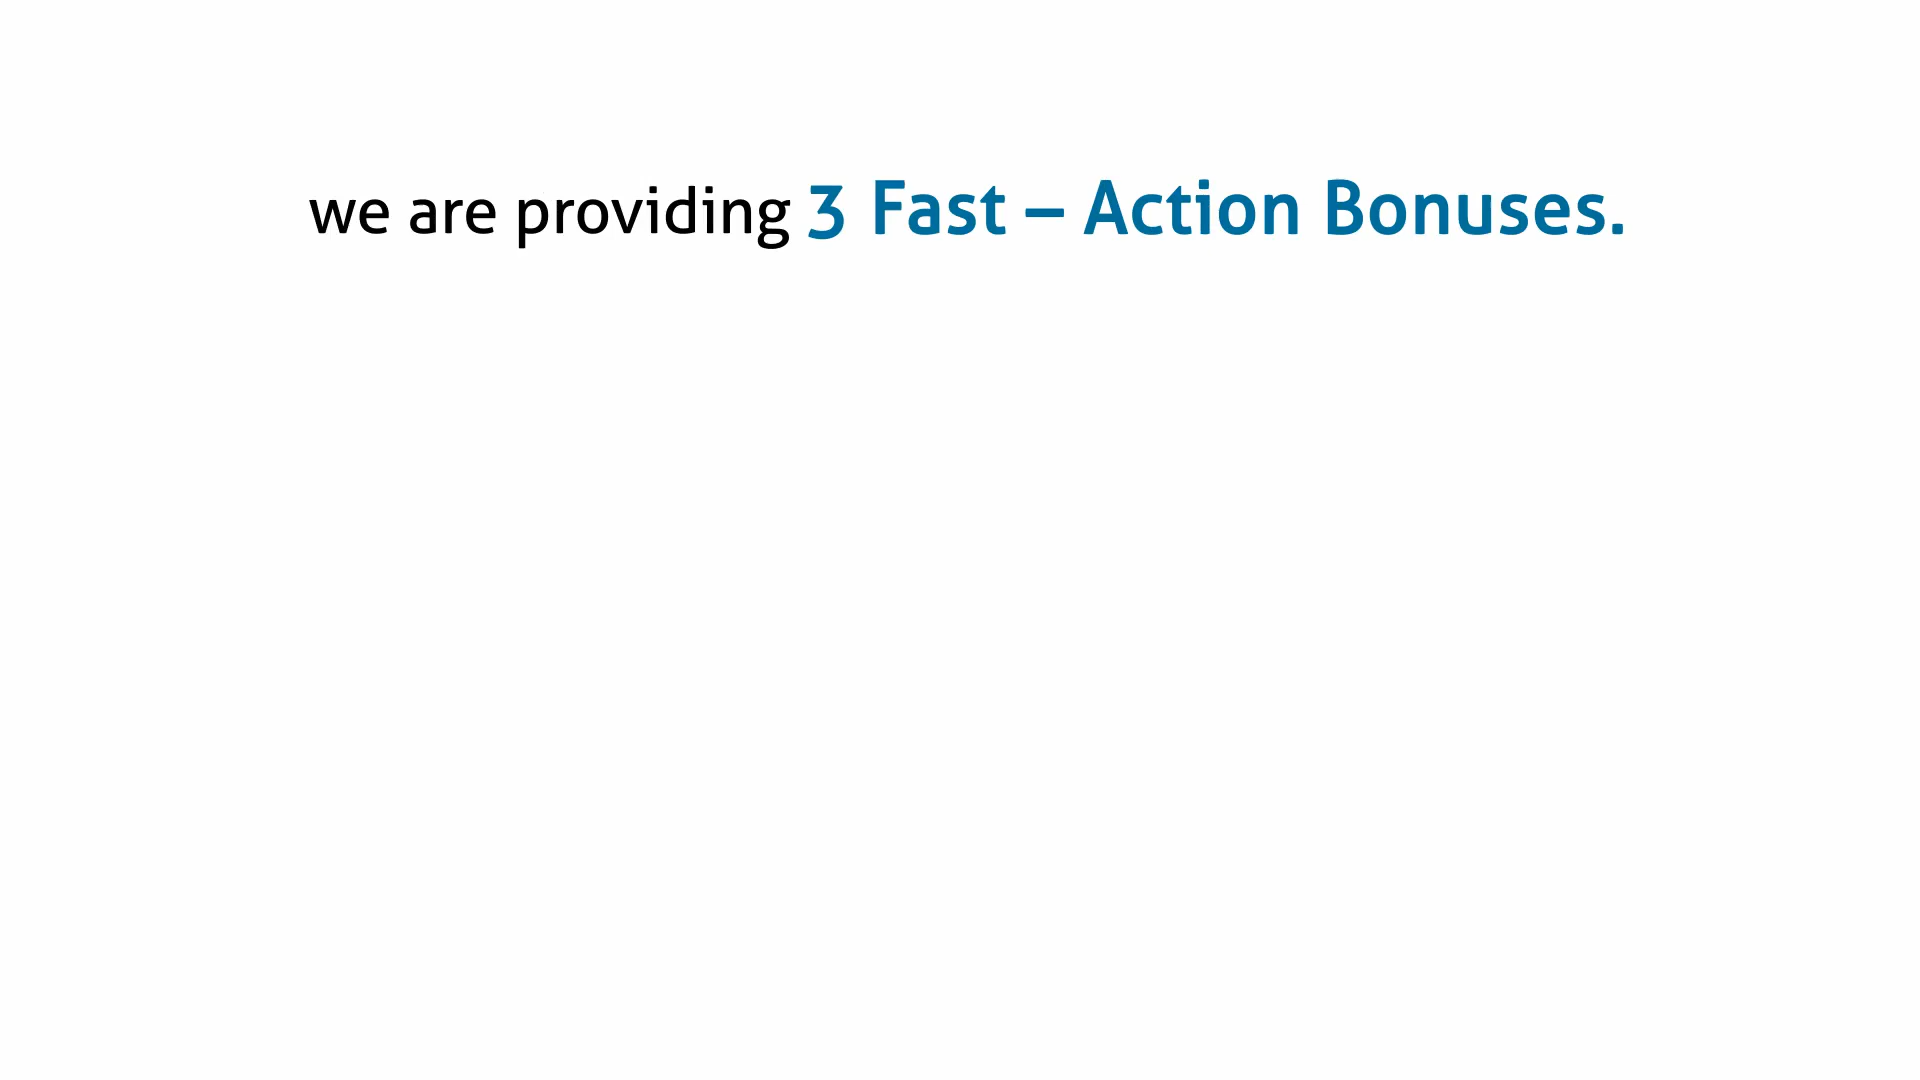 we are providing 3 Fast – Action Bonuses.